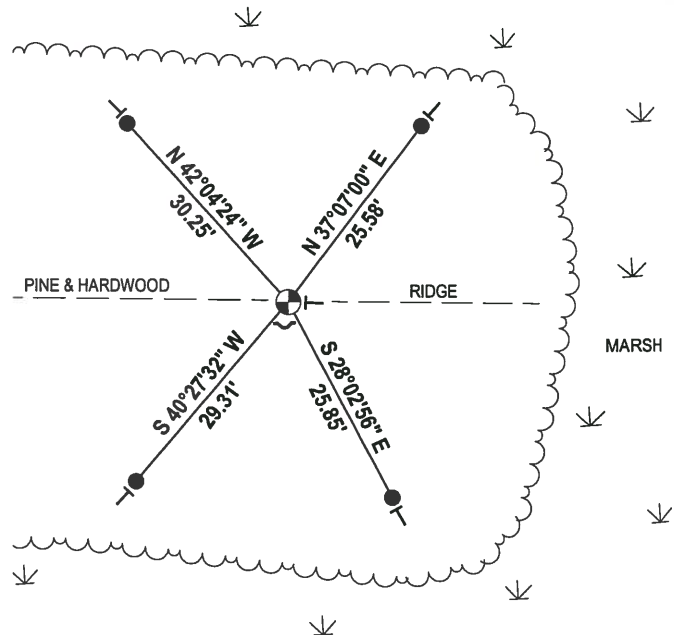 N 42°04'24" W
30.25'
N 37°07'00" E
25.58'
PINE & HARDWOOD
RIDGE
MARSH
S 40°27'32" W
29.31'
S 28°02'56" E
25.85'